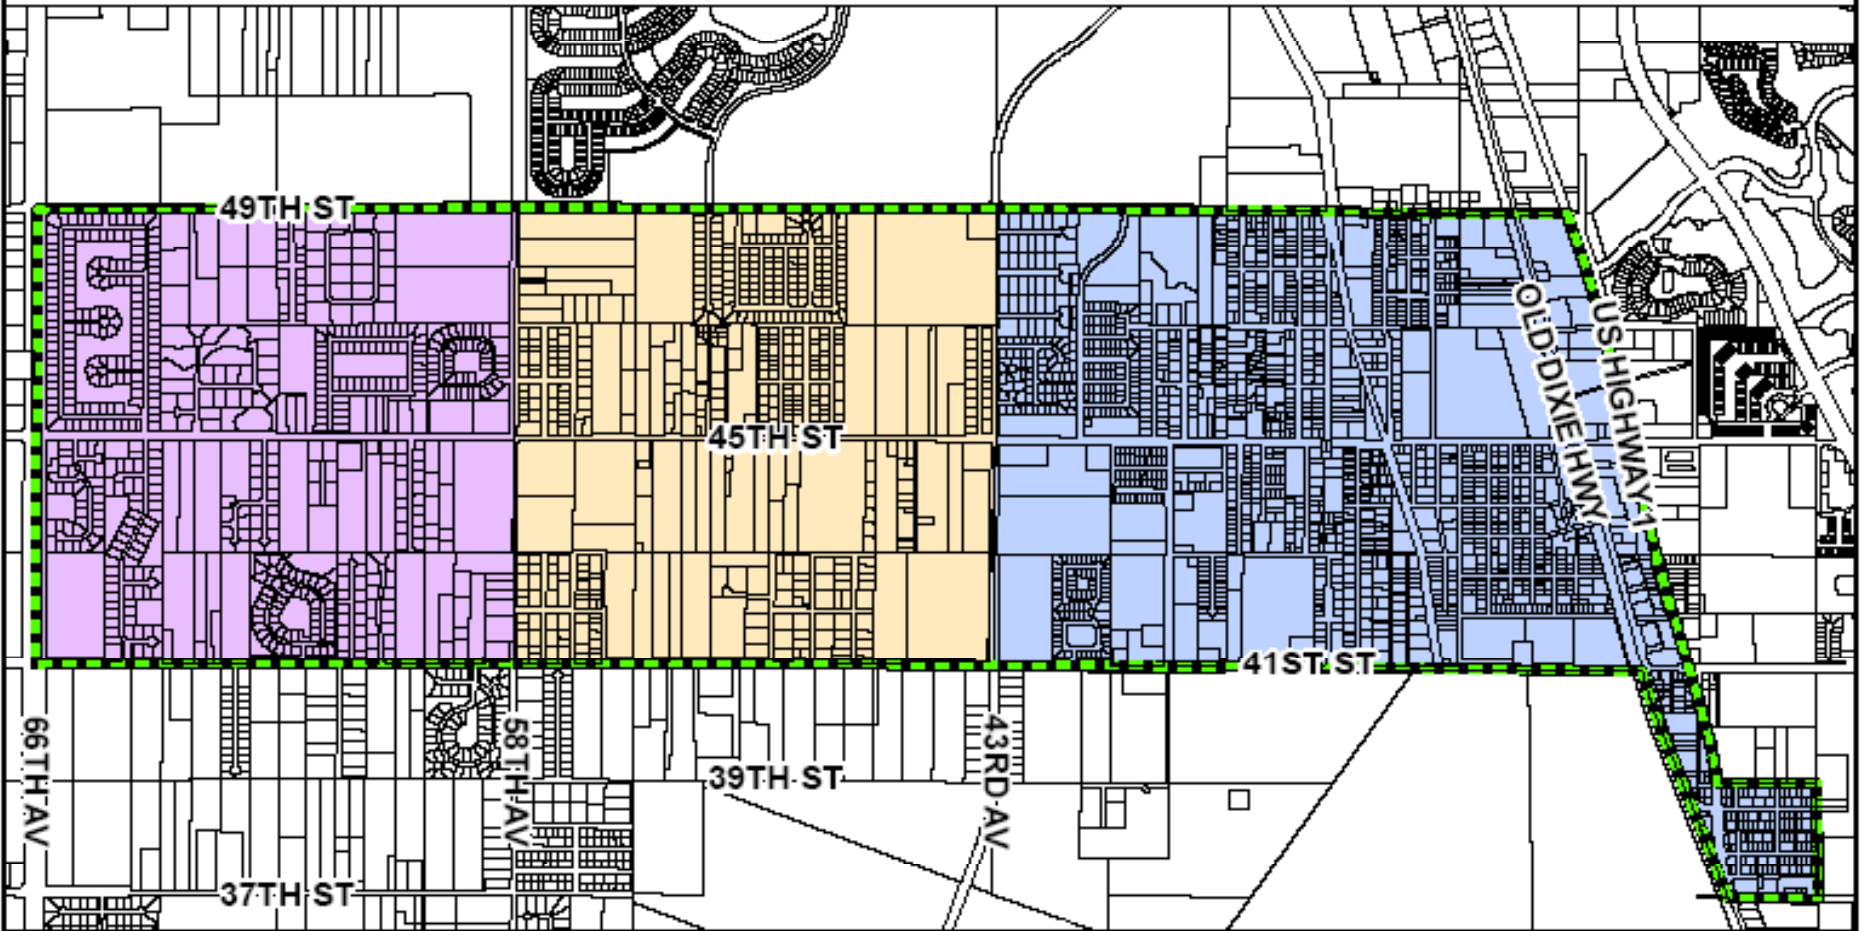 49TH ST
OLD DIXIE HWY
US HIGHWAY 1
45TH ST
41ST ST
66TH AV
58TH AV
43RD AV
39TH ST
37TH ST